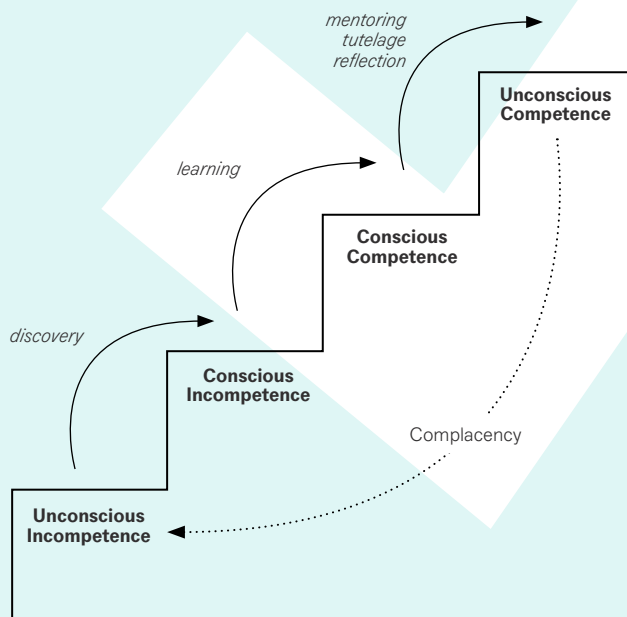 mentoring
tutelage
reflection
Unconscious
Competence
learning
Conscious
Competence
discovery
Conscious
Incompetence
Complacency
Unconscious
Incompetence